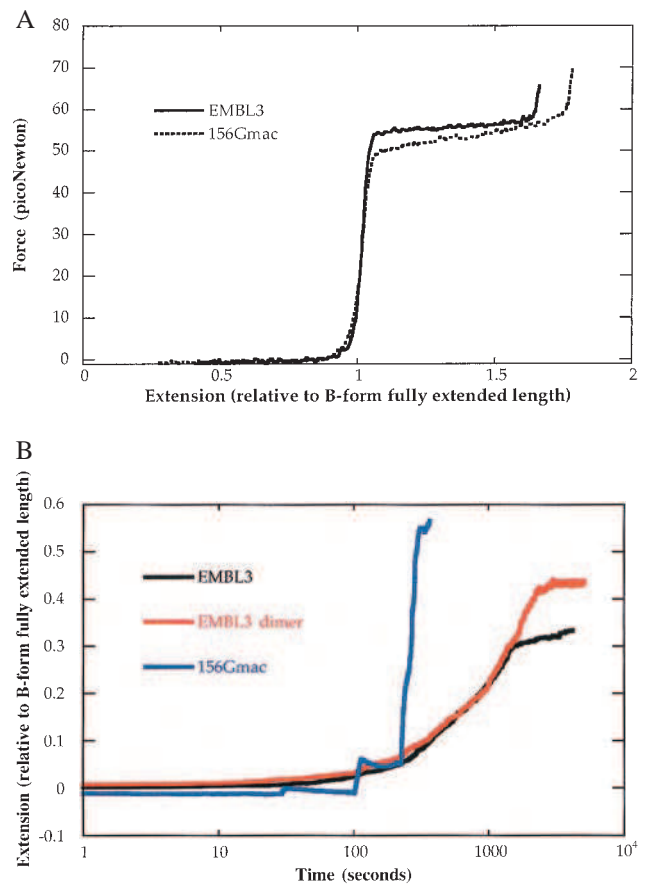 A
80
70
60
50
40
30
20
10
0
Force (picoNewton)
EMBL3
156Gmac
0
0.5
1
1.5
2
Extension (relative to B-form fully extended length)
B
0.6
0.5
0.4
0.3
0.2
0.1
0
-0.1
Extension (relative to B-form fully extended length)
EMBL3
EMBL3 dimer
156Gmac
1
10
100
1000
10⁴
Time (seconds)